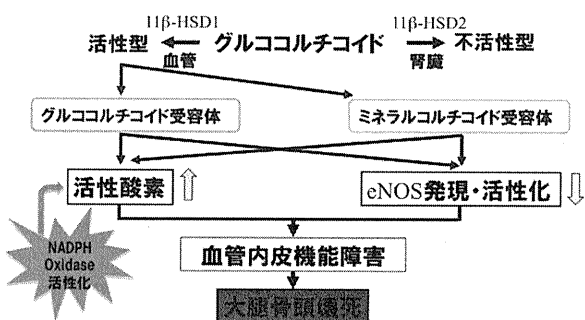 11β-HSD1
11β-HSD2
活性型
グルココルチコイド
不活性型
血管
腎臓
グルココルチコイド受容体
ミネラルコルチコイド受容体
活性酸素
eNOS発現・活性化
NADPH
Oxidase
活性化
血管内皮機能障害
大腿骨頭壊死